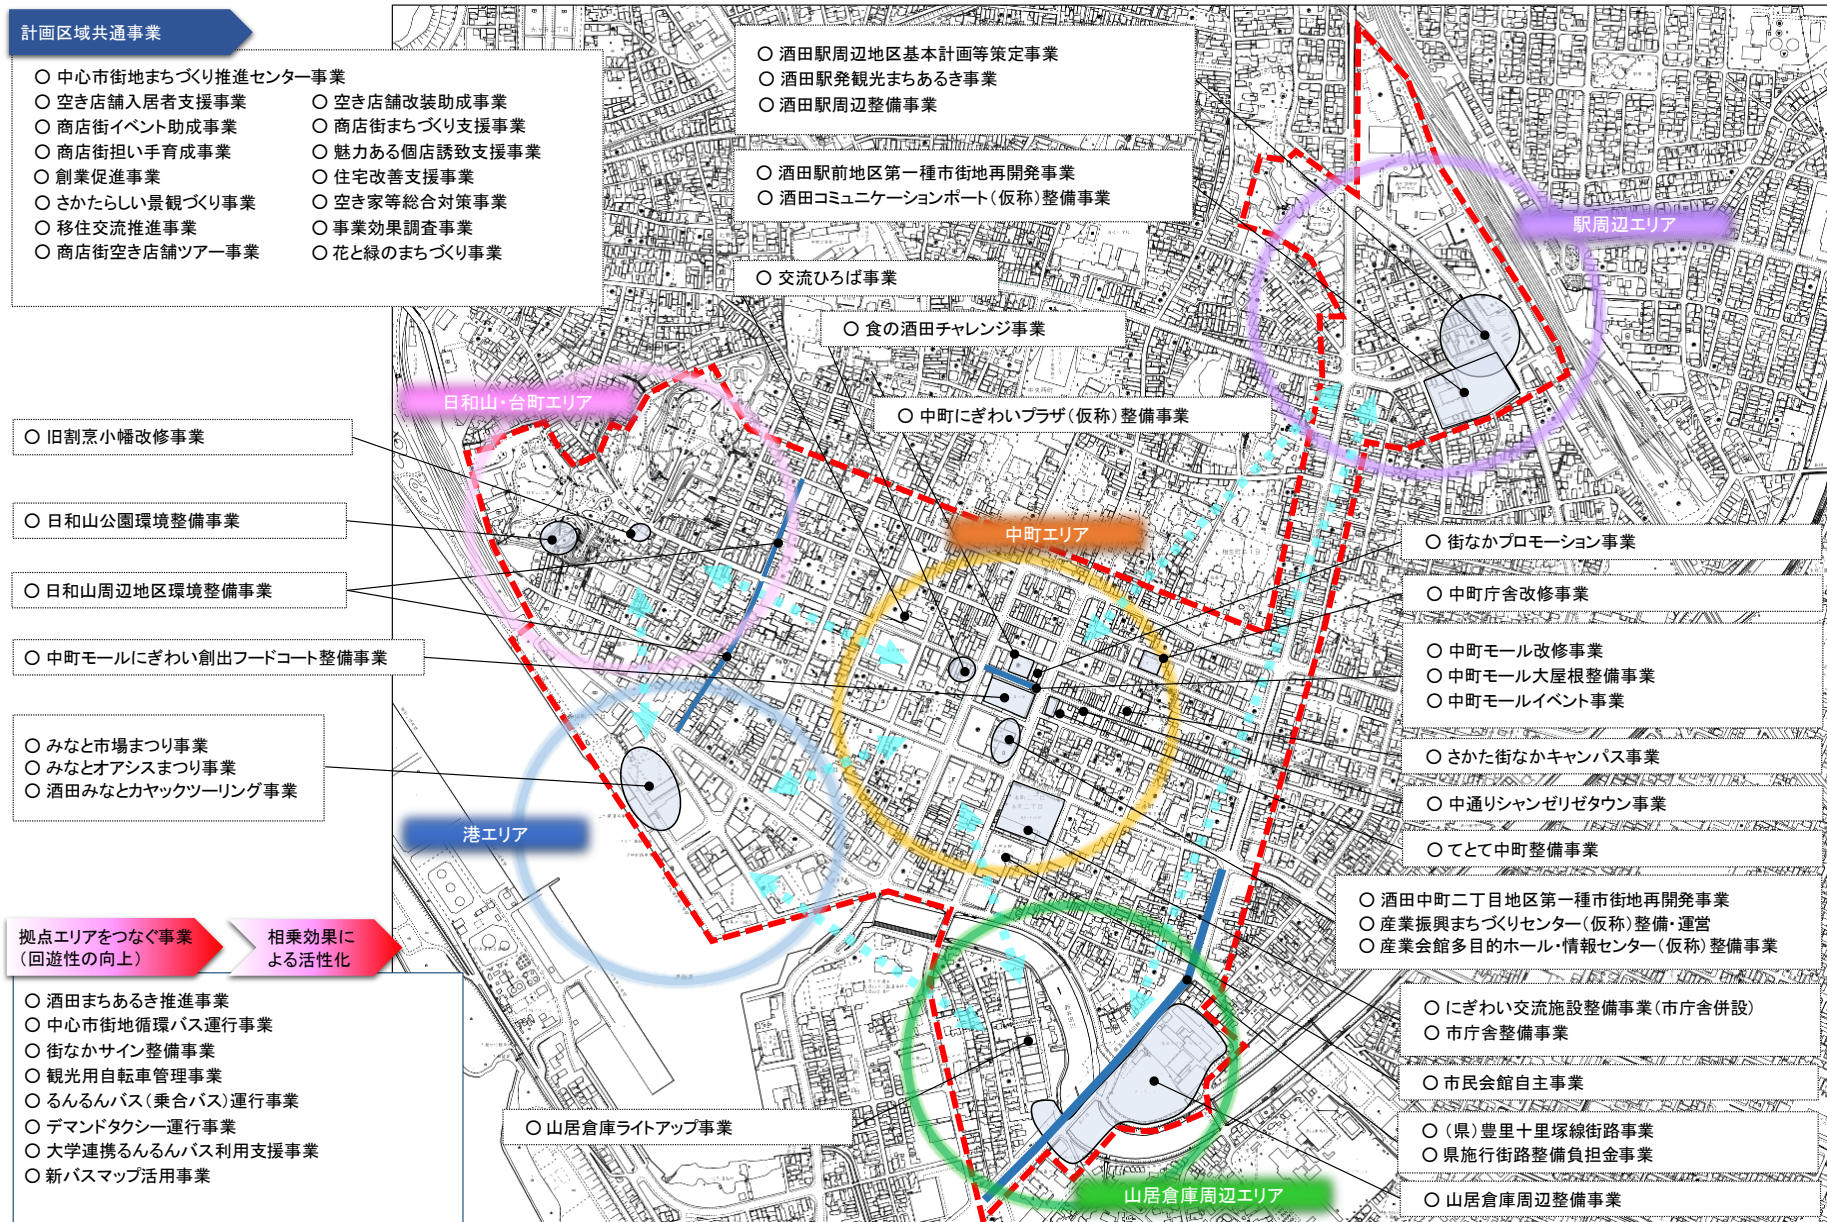 計画区域共通事業
〇 中心市街地まちづくり推進センター事業
〇 空き店舗入居者支援事業
〇 空き店舗改装助成事業
〇 商店街イベント助成事業
〇 商店街まちづくり支援事業
〇 商店街担い手育成事業
〇 魅力ある個店誘致支援事業
〇 創業促進事業
〇 住宅改善支援事業
〇 さかたらしい景観づくり事業
〇 空き家等総合対策事業
〇 移住交流推進事業
〇 事業効果調査事業
〇 商店街空き店舗ツアー事業
〇 花と緑のまちづくり事業
〇 酒田駅周辺地区基本計画等策定事業
〇 酒田駅発観光まちあるき事業
〇 酒田駅周辺整備事業
〇 酒田駅前地区第一種市街地再開発事業
〇 酒田コミュニケーションポート(仮称)整備事業
駅周辺エリア
〇 交流ひろば事業
〇 食の酒田チャレンジ事業
〇 中町にぎわいプラザ(仮称)整備事業
日和山・台町エリア
〇 旧割烹小幡改修事業
〇 日和山公園環境整備事業
〇 日和山周辺地区環境整備事業
〇 中町モールにぎわい創出フードコート整備事業
〇 みなと市場まつり事業
〇 みなとオアシスまつり事業
〇 酒田みなとカヤックツーリング事業
港エリア
中町エリア
〇 街なかプロモーション事業
〇 中町庁舎改修事業
〇 中町モール改修事業
〇 中町モール大屋根整備事業
〇 中町モールイベント事業
〇 さかた街なかキャンパス事業
〇 中通りシャンゼリゼタウン事業
〇 てとて中町整備事業
〇 酒田中町二丁目地区第一種市街地再開発事業
〇 産業振興まちづくりセンター(仮称)整備・運営
〇 産業会館多目的ホール・情報センター(仮称)整備事業
〇 にぎわい交流施設整備事業(市庁舎併設)
〇 市庁舎整備事業
〇 市民会館自主事業
〇 (県)豊里十里塚線街路事業
〇 県施行街路整備負担金事業
〇 山居倉庫周辺整備事業
山居倉庫周辺エリア
〇 山居倉庫ライトアップ事業
拠点エリアをつなぐ事業
(回遊性の向上)
相乗効果に
よる活性化
〇 酒田まちあるき推進事業
〇 中心市街地循環バス運行事業
〇 街なかサイン整備事業
〇 観光用自転車管理事業
〇 るんるんバス(乗合バス)運行事業
〇 デマンドタクシー運行事業
〇 大学連携るんるんバス利用支援事業
〇 新バスマップ活用事業